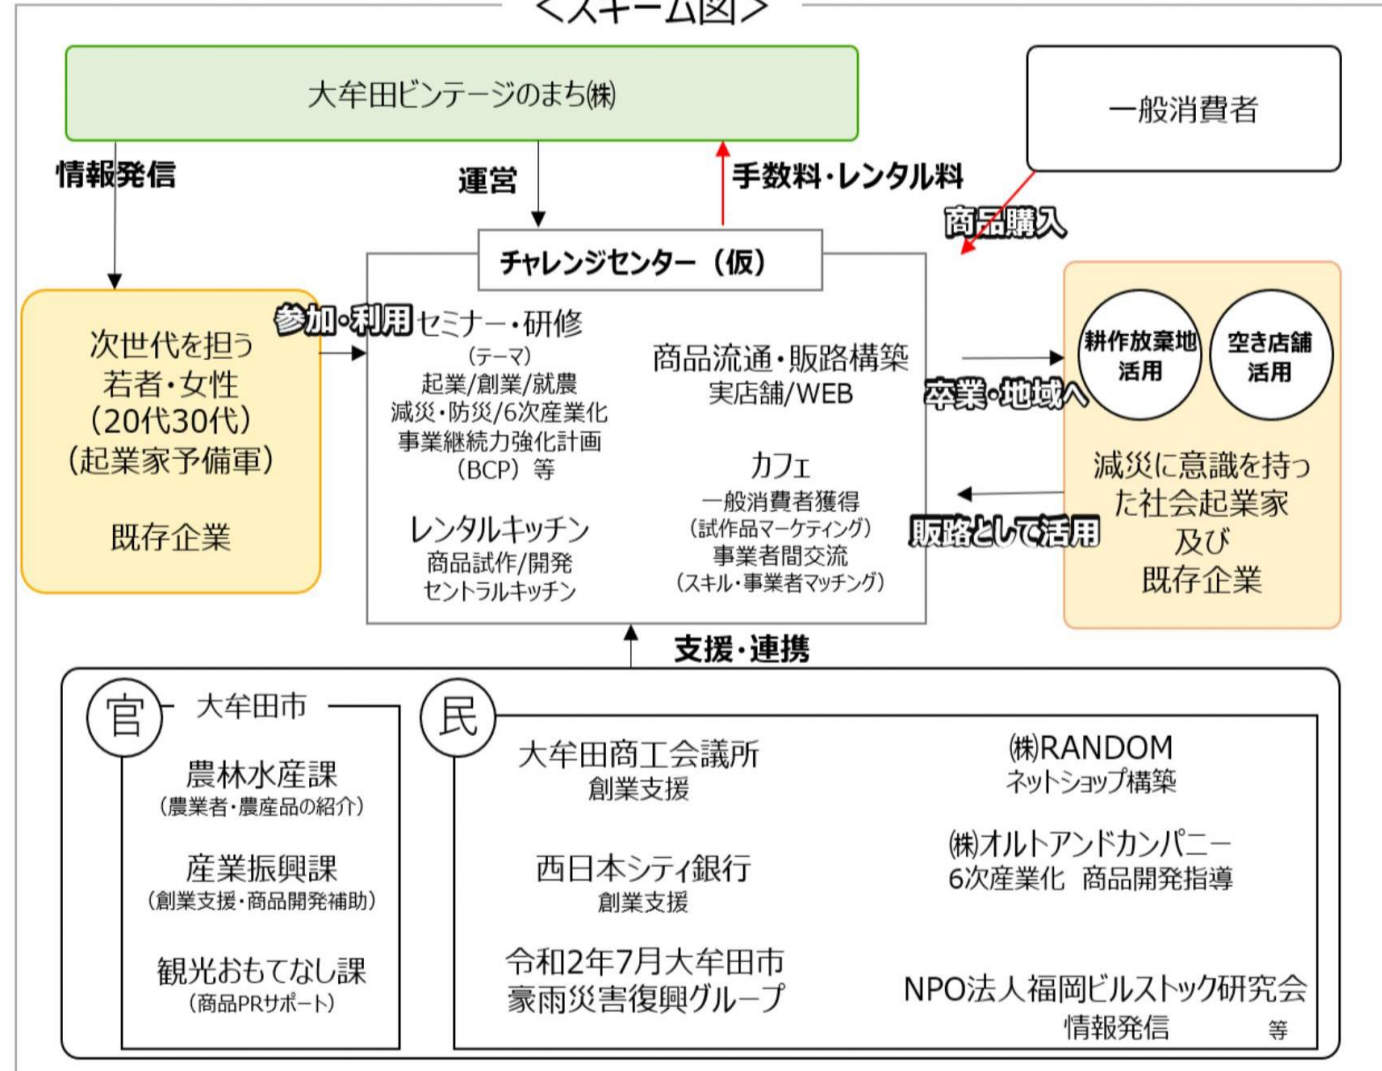 ＜スキーム図＞
大牟田ビンテージのまち㈱
一般消費者
情報発信
運営
手数料・レンタル料
商品購入
チャレンジセンター（仮）
次世代を担う
若者・女性
（20代30代）
（起業家予備軍）
既存企業
参加・利用
セミナー・研修
（テーマ）
起業/創業/就農
減災・防災/6次産業化
事業継続力強化計画
（BCP）等
レンタルキッチン
商品試作/開発
セントラルキッチン
商品流通・販路構築
実店舗/WEB
カフェ
一般消費者獲得
（試作品マーケティング）
事業者間交流
（スキル・事業者マッチング）
卒業・地域へ
販路として活用
耕作放棄地
活用
空き店舗
活用
減災に意識を持っ
た社会起業家
及び
既存企業
支援・連携
官
大牟田市
農林水産課
（農業者・農産品の紹介）
産業振興課
（創業支援・商品開発補助）
観光おもてなし課
（商品PRサポート）
民
大牟田商工会議所
創業支援
西日本シティ銀行
創業支援
令和2年7月大牟田市
豪雨災害復興グループ
㈱RANDOM
ネットショップ構築
㈱オルトアンドカンパニー
6次産業化 商品開発指導
NPO法人福岡ビルストック研究会
情報発信 等